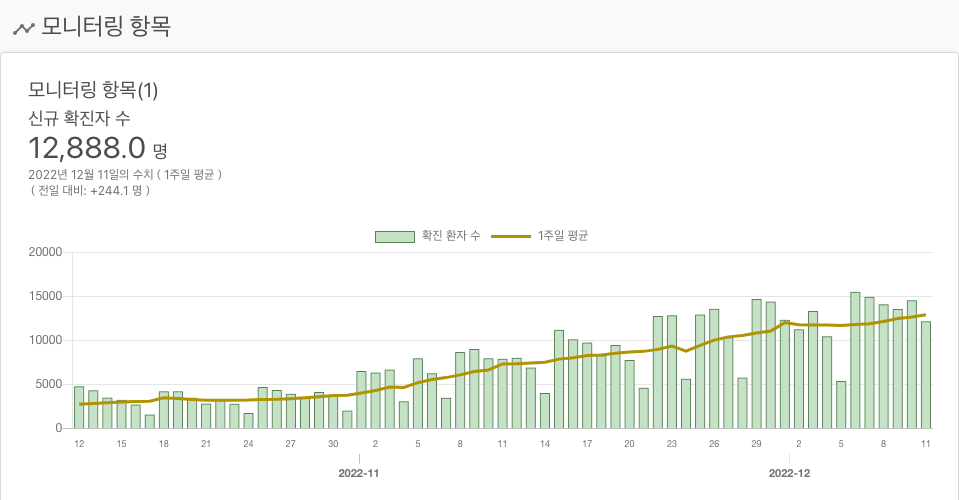 모니터링 항목
모니터링 항목(1)
신규 확진자 수
12,888.0 명
2022년 12월 11일의 수치 ( 1주일 평균 )
( 전일 대비: +244.1 명 )
확진 환자 수 1주일 평균
20000
15000
10000
5000
0
12 15 18 21 24 27 30 2 5 8 11 14 17 20 23 26 29 2 5 8 11
2022-11 2022-12